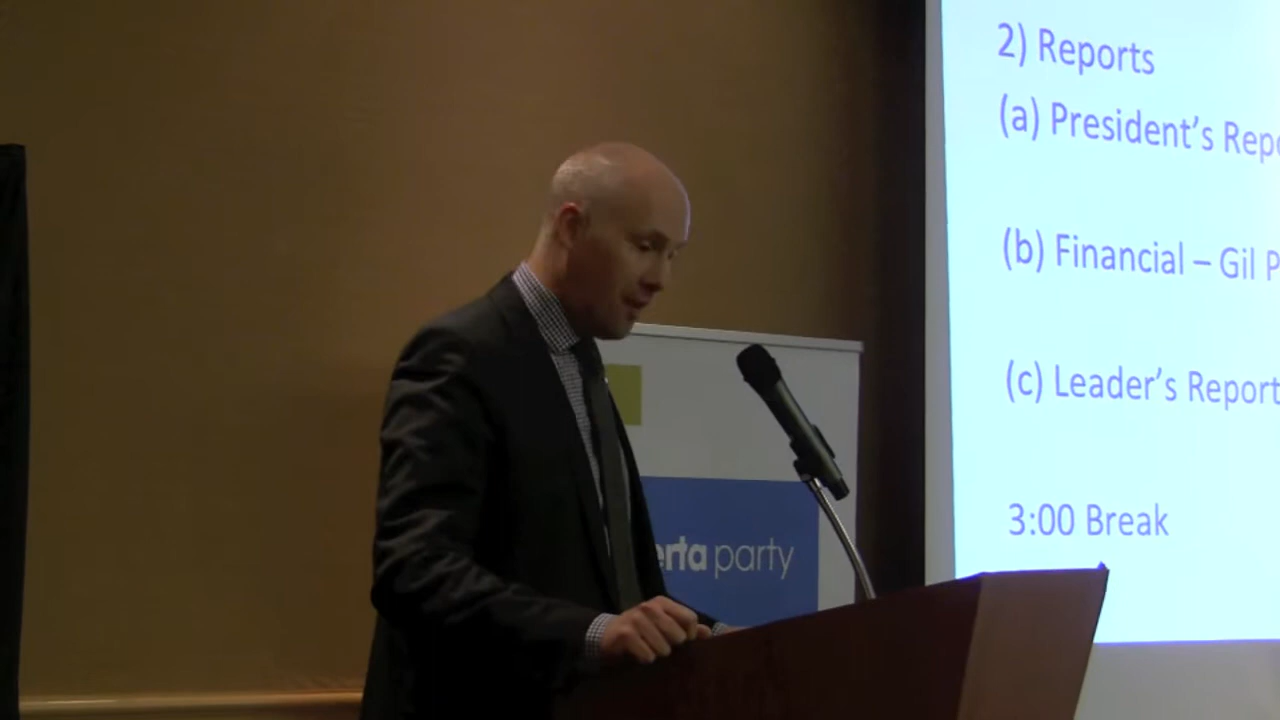 2) Reports
(a) President's Repo
(b) Financial – Gil P
(c) Leader's Report
3:00 Break
erta party